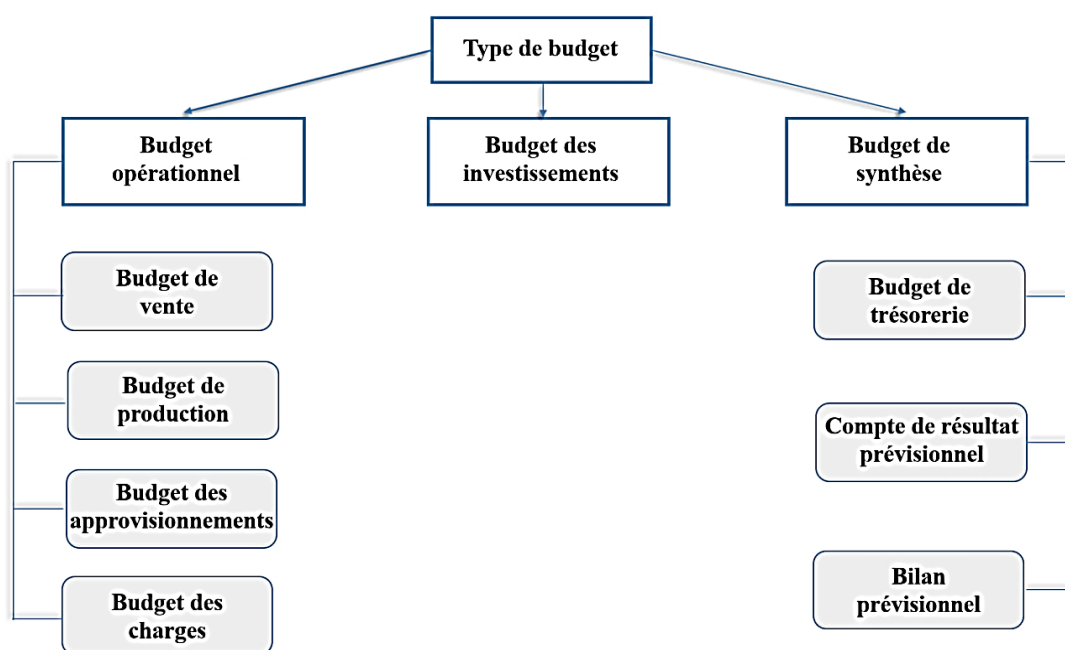 Type de budget
Budget
opérationnel
Budget des
investissements
Budget de
synthèse
Budget de
vente
Budget de
production
Budget des
approvisionnements
Budget des
charges
Budget de
trésorerie
Compte de résultat
prévisionnel
Bilan
prévisionnel